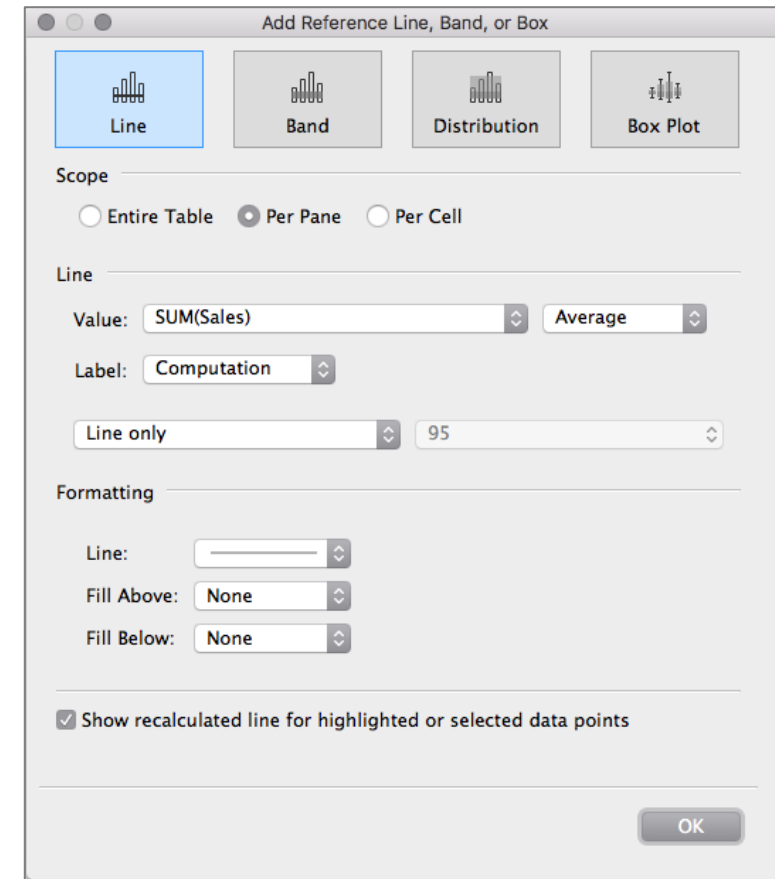 Add Reference Line, Band, or Box
Line Band Distribution Box Plot
Scope
Entire Table Per Pane Per Cell
Line
Value: SUM(Sales) Average
Label: Computation
Line only 95
Formatting
Line:
Fill Above: None
Fill Below: None
Show recalculated line for highlighted or selected data points
OK